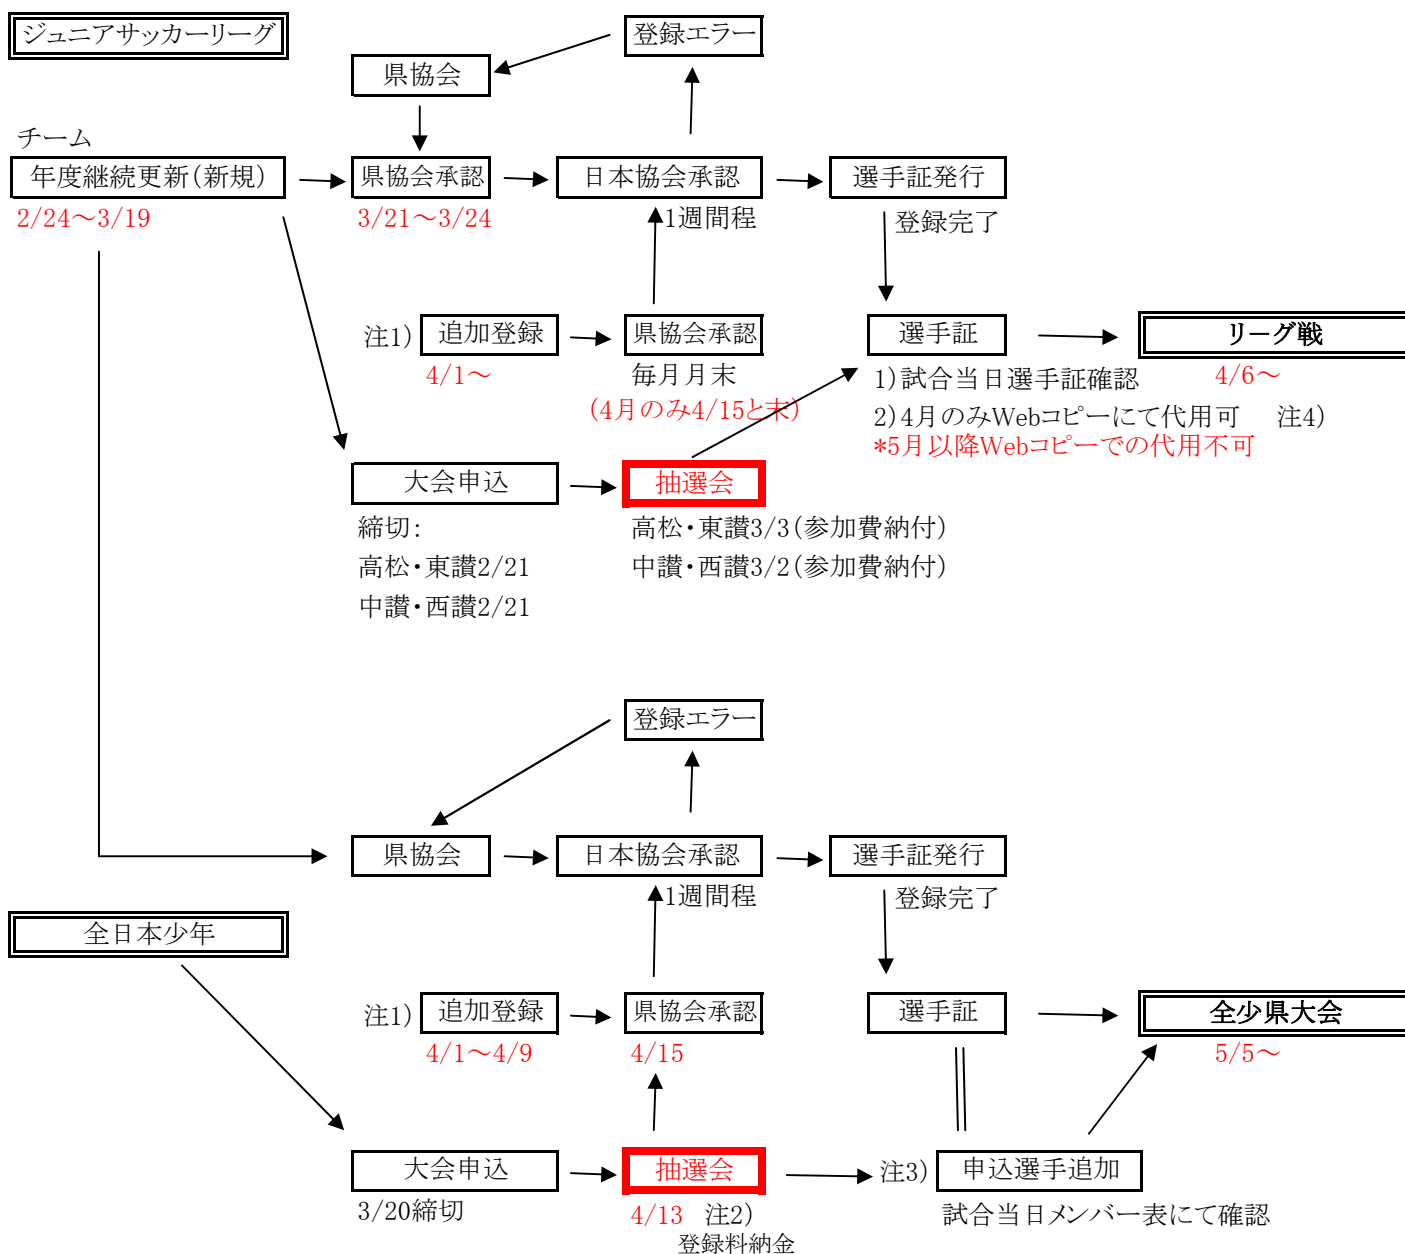 ジュニアサッカーリーグ
登録エラー
県協会
チーム
年度継続更新(新規)
県協会承認
日本協会承認
選手証発行
2/24～3/19
3/21～3/24
1週間程
登録完了
注1)
追加登録
県協会承認
選手証
リーグ戦
4/1～
毎月月末
(4月のみ4/15と末)
1)試合当日選手証確認
4/6～
2)4月のみWebコピーにて代用可 注4)
*5月以降Webコピーでの代用不可
大会申込
抽選会
締切：
高松・東讃2/21
中讃・西讃2/21
高松・東讃3/3(参加費納付)
中讃・西讃3/2(参加費納付)
登録エラー
県協会
日本協会承認
選手証発行
1週間程
登録完了
全日本少年
注1)
追加登録
県協会承認
選手証
全少県大会
4/1～4/9
4/15
5/5～
大会申込
抽選会
注3)
申込選手追加
3/20締切
4/13 注2)
登録料納金
試合当日メンバー表にて確認